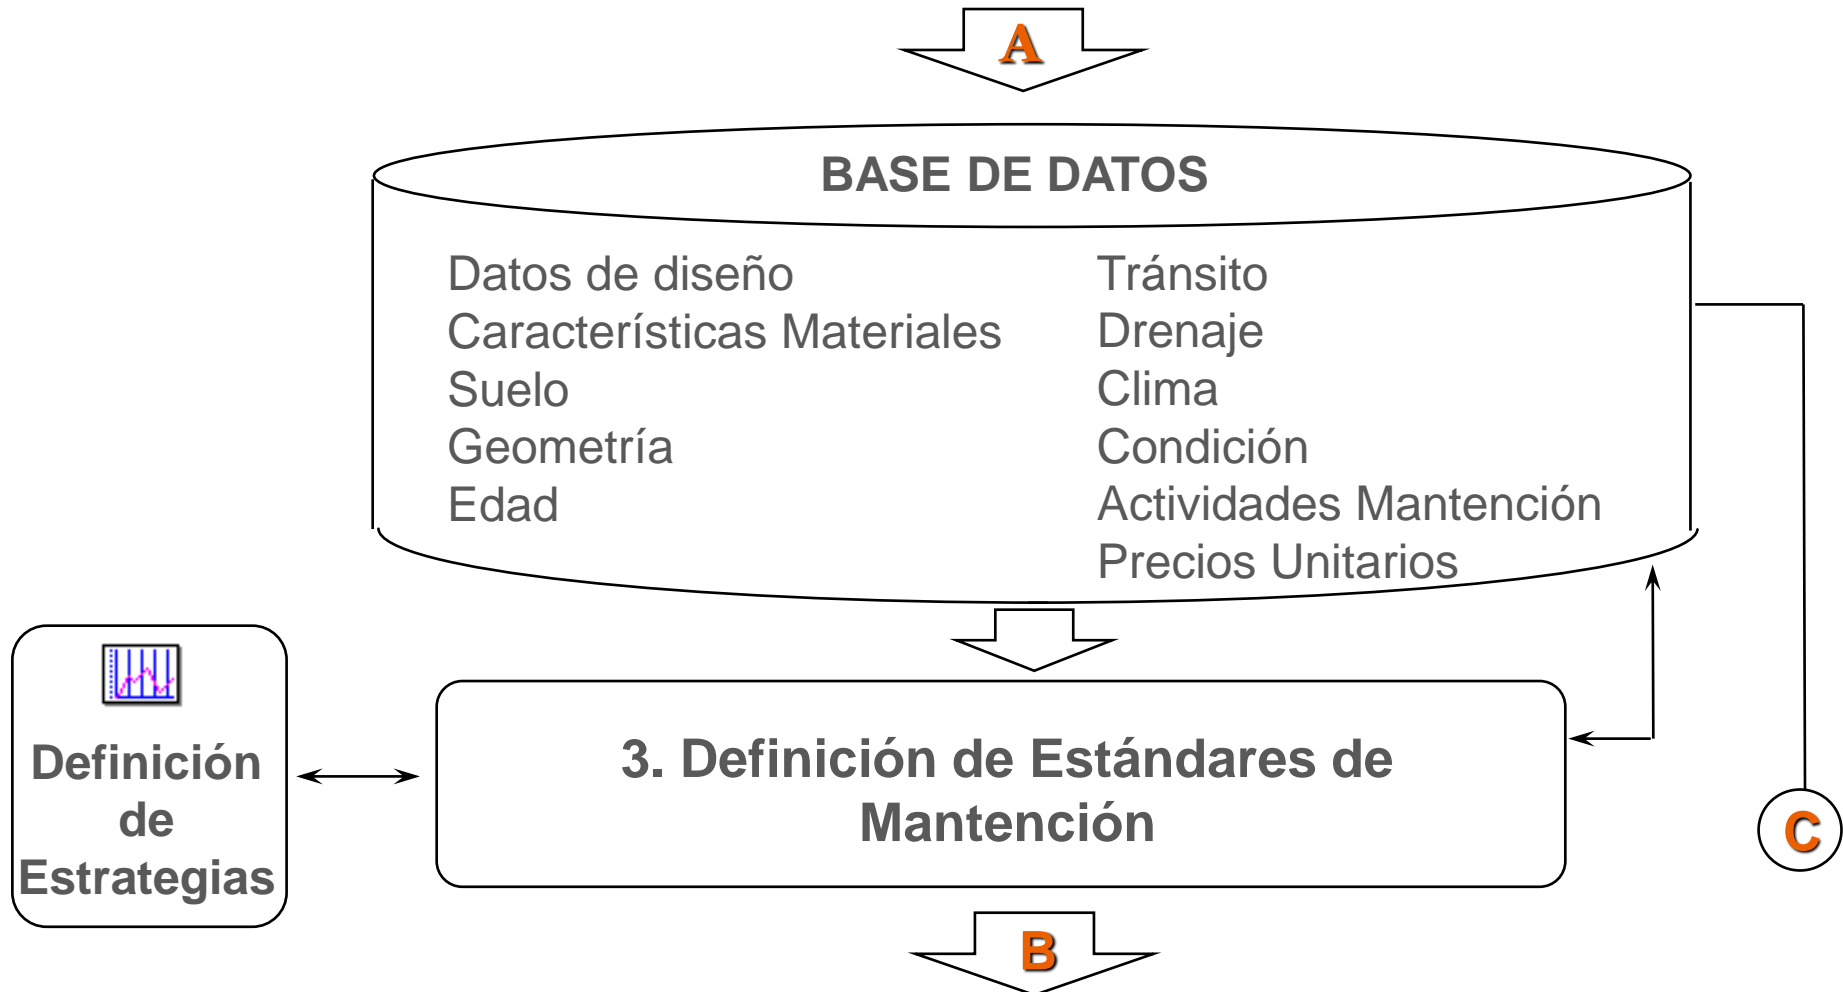 A
BASE DE DATOS
Datos de diseño
Características Materiales
Suelo
Geometría
Edad
Tránsito
Drenaje
Clima
Condición
Actividades Mantención
Precios Unitarios
Definición
de
Estrategias
3. Definición de Estándares de
Mantención
C
B